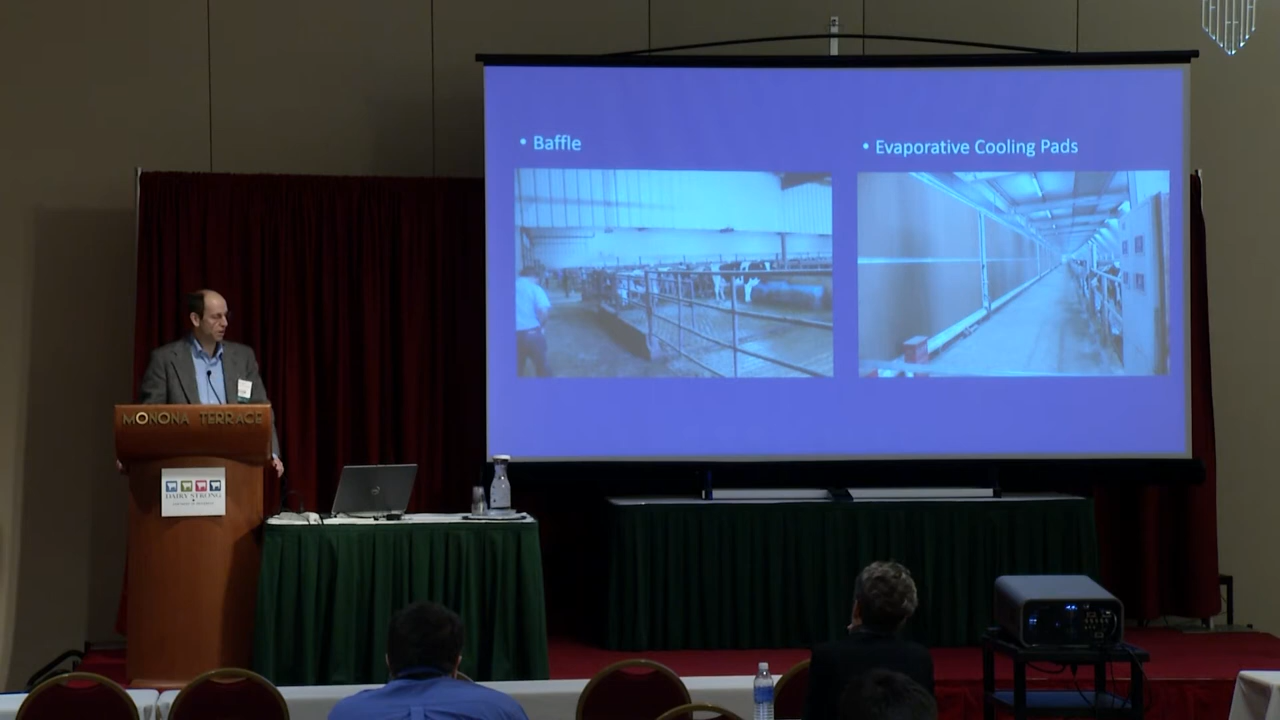 • Baffle
• Evaporative Cooling Pads
MONONA TERRACE
DAIRY STRONG